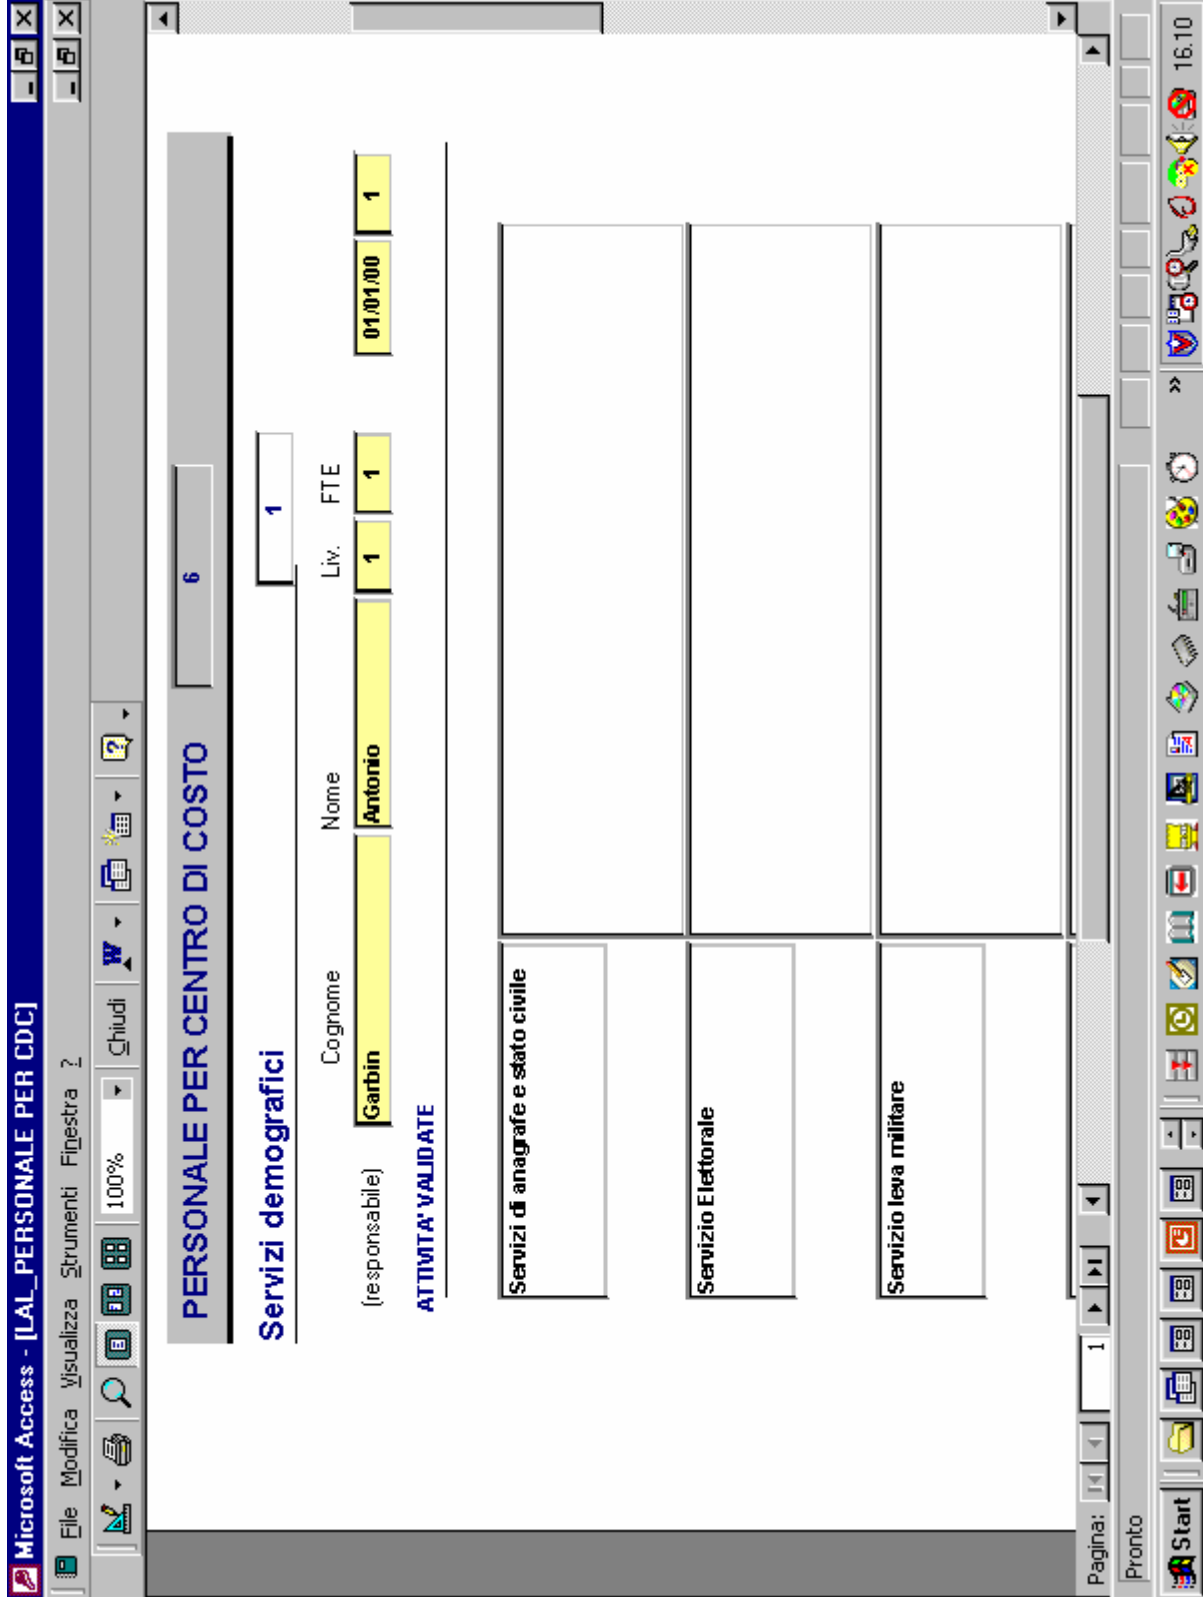 Microsoft Access - [LAL_PERSONALE PER CDC]
File Modifica Visualizza Strumenti Finestra ?
100% Chiudi
PERSONALE PER CENTRO DI COSTO 6
Servizi demografici 1
Cognome Nome Liv. FTE
(responsabile) Garbin Antonio 1 1 01/01/00 1
ATTIVITA' VALIDATE
Servizi di anagrafe e stato civile
Servizio Elettorale
Servizio leva militare
Pagina: 1
Pronto
Start 16.10